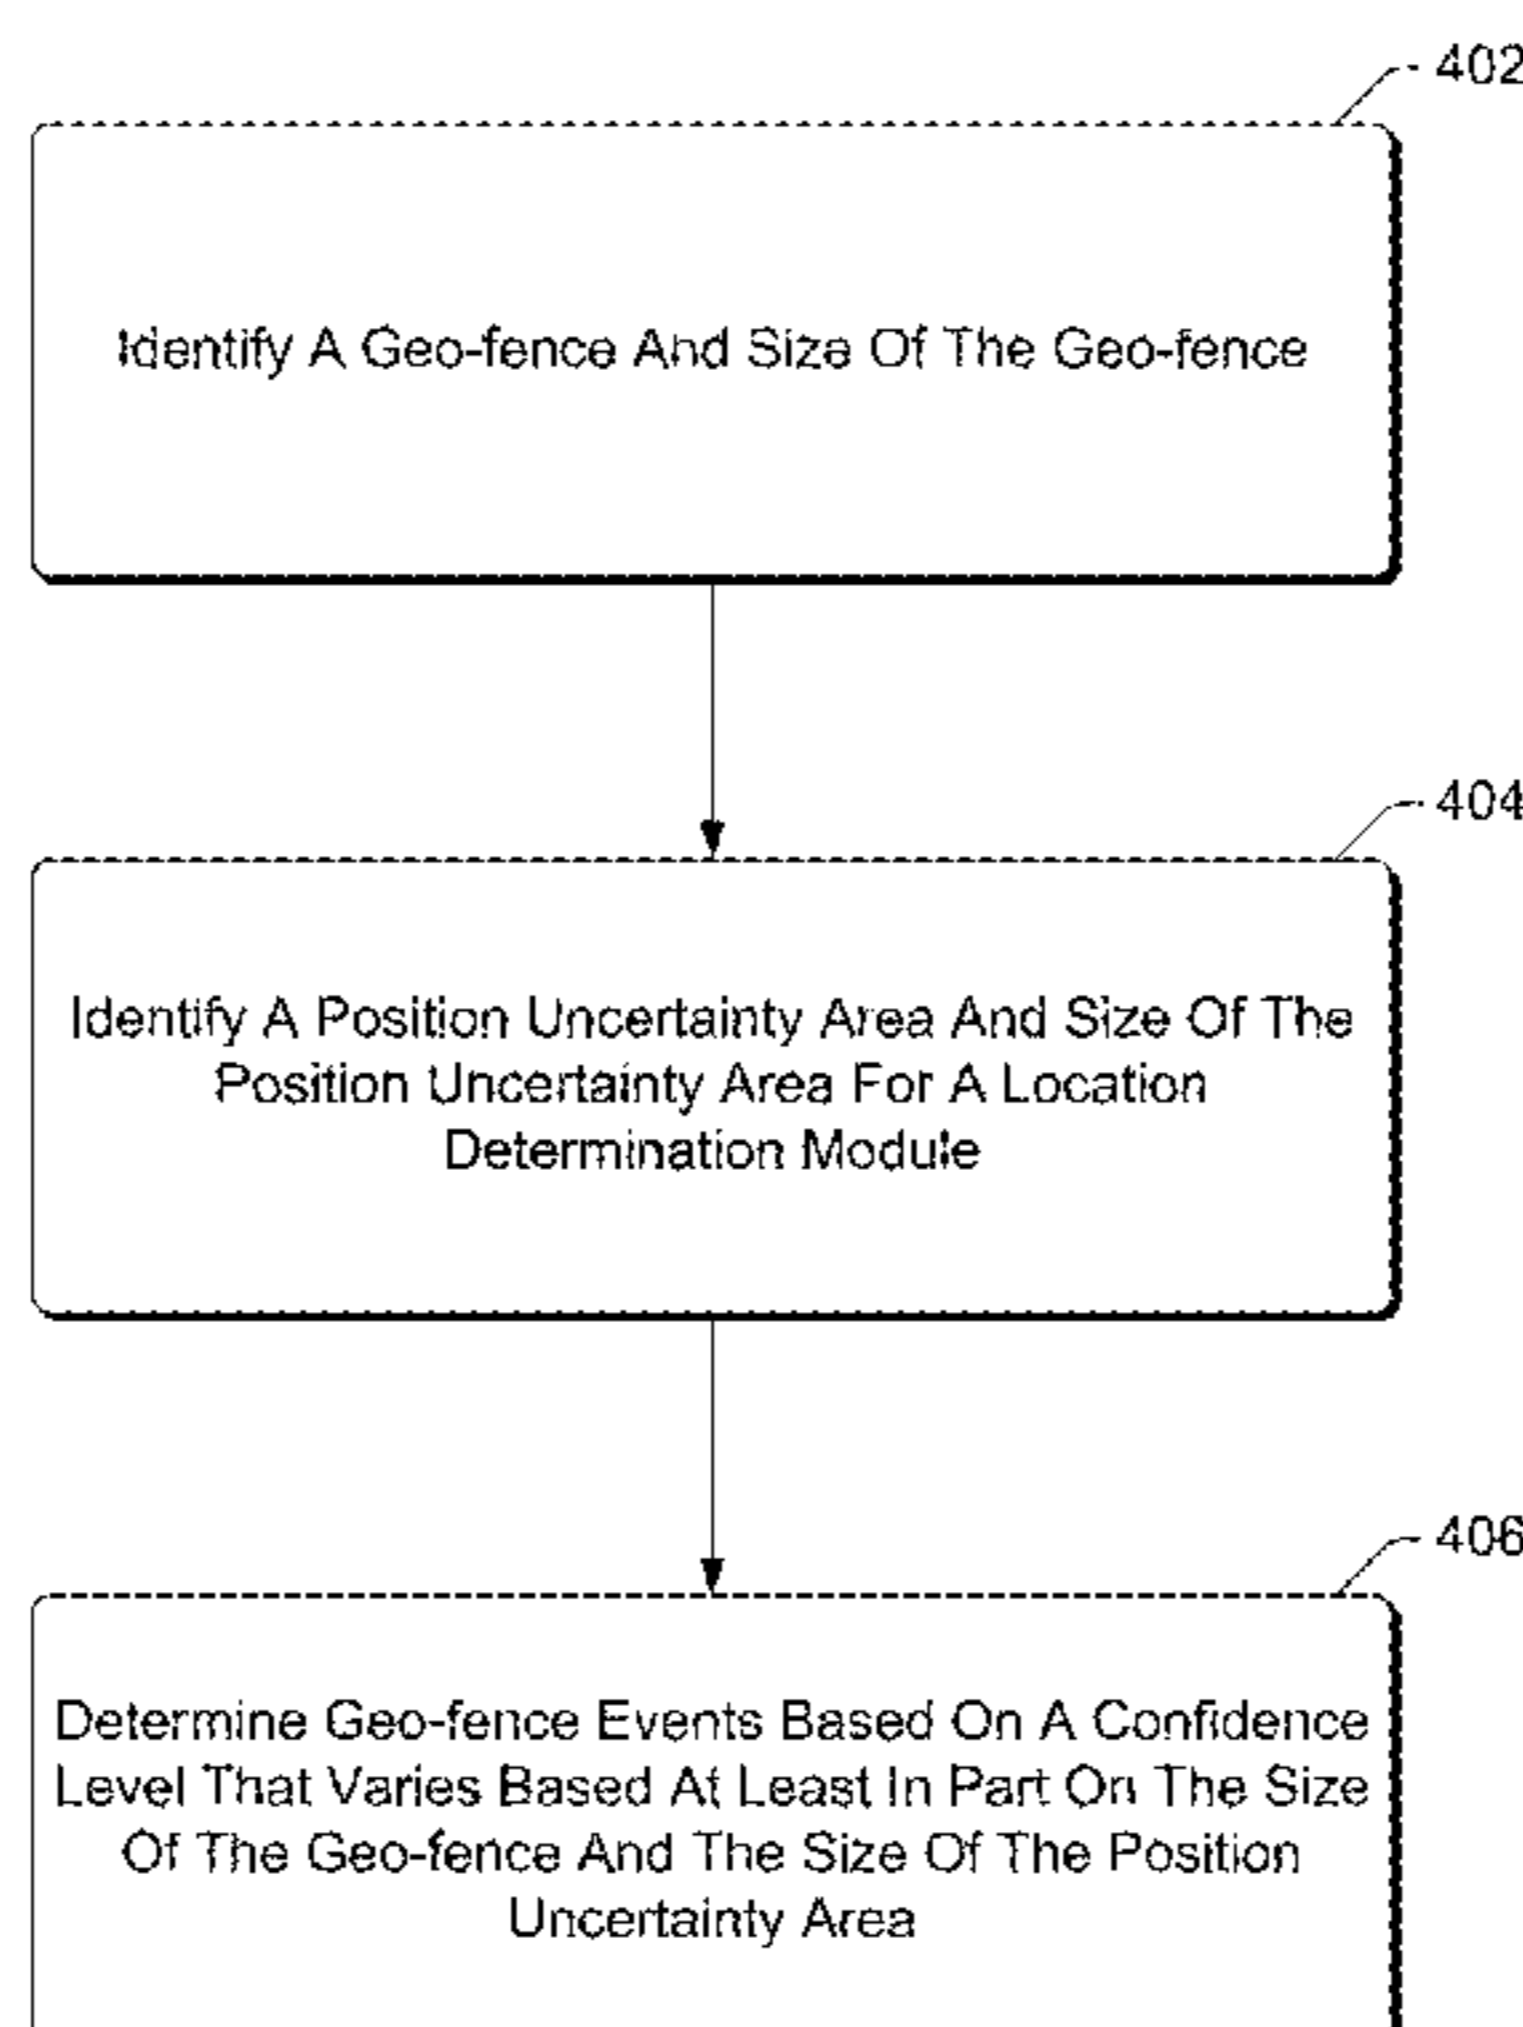 402
Identify A Geo-fence And Size Of The Geo-fence
404
Identify A Position Uncertainty Area And Size Of The
Position Uncertainty Area For A Location
Determination Module
406
Determine Geo-fence Events Based On A Confidence
Level That Varies Based At Least In Part On The Size
Of The Geo-fence And The Size Of The Position
Uncertainty Area